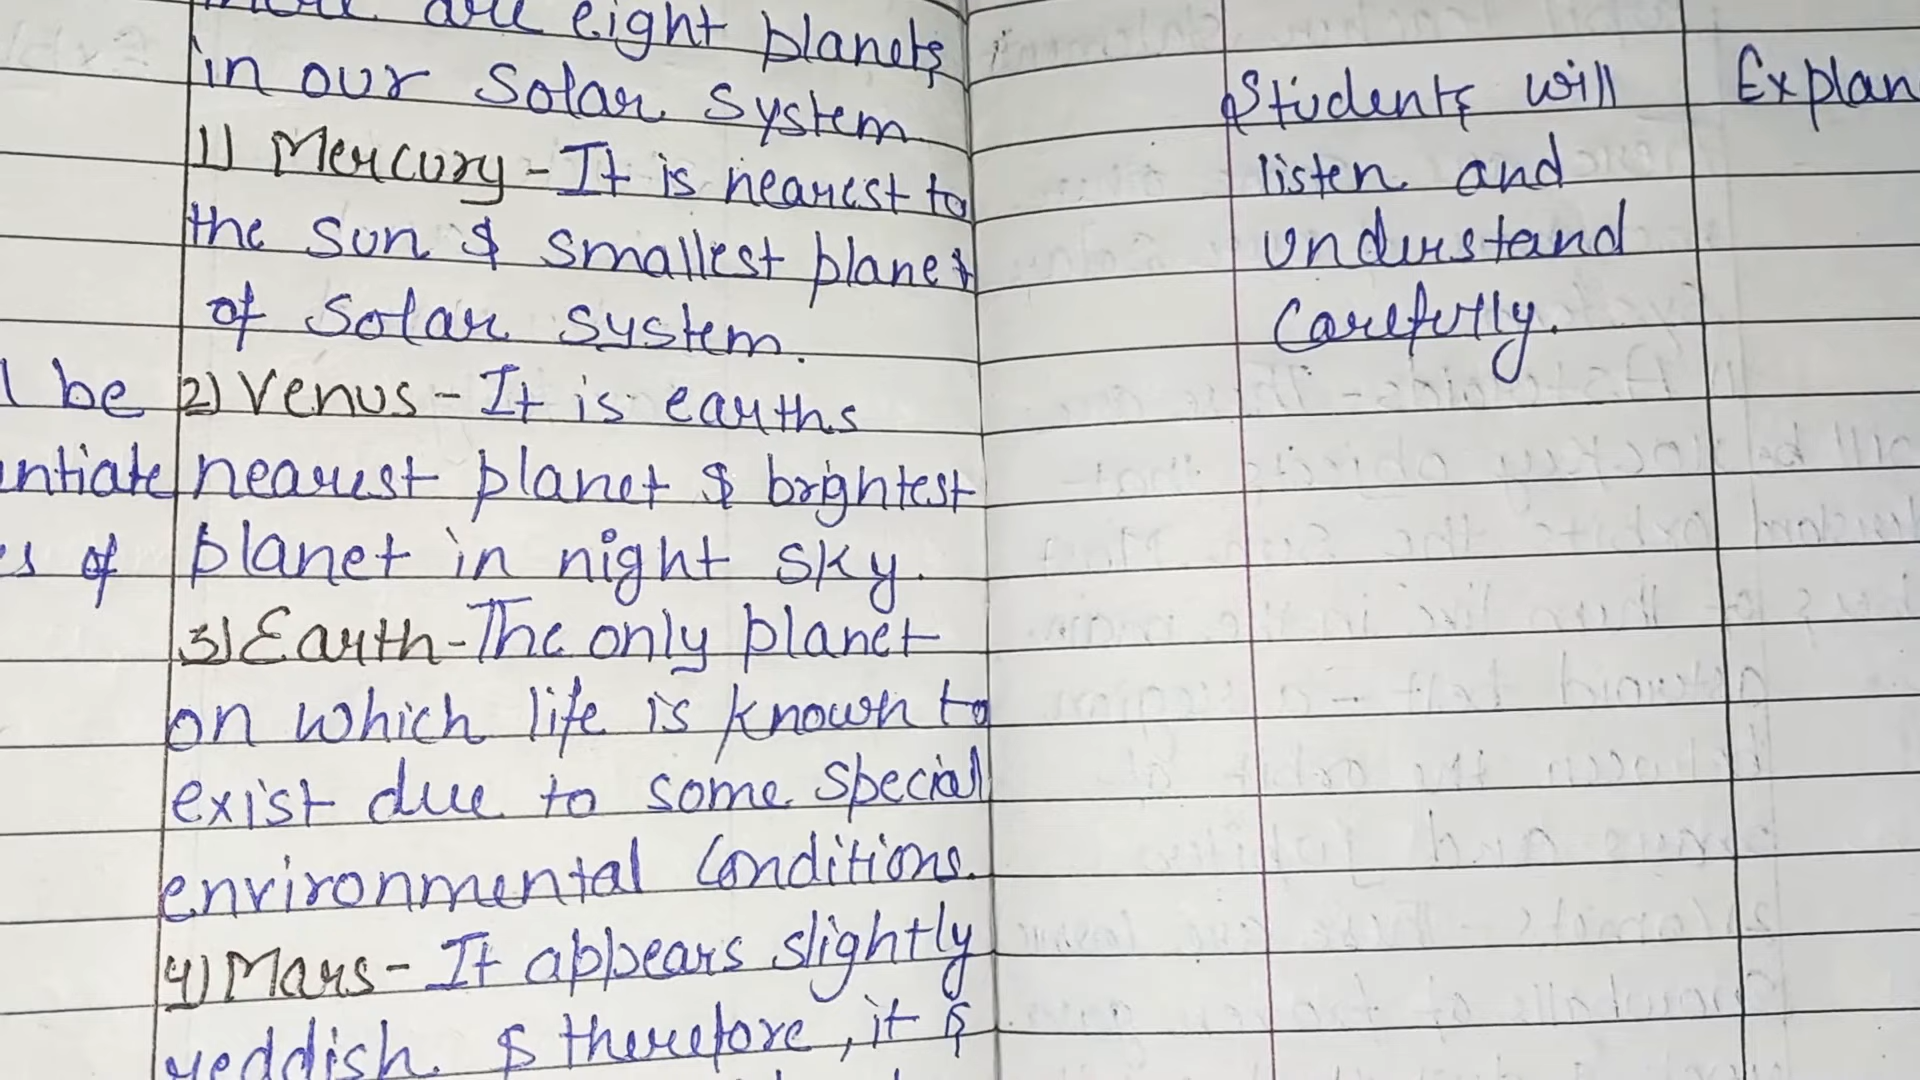 There are eight planets
in our solar system
1) Mercury - It is nearest to
the sun & smallest planet
of solar system.
be
2) Venus - It is earths
nearest planet & brightest
of
planet in night sky.
3) Earth - The only planet
on which life is known to
exist due to some special
environmental conditions.
4) Mars - It appears slightly
reddish & therefore, it is
Students will
listen and
understand
carefully.
Explan